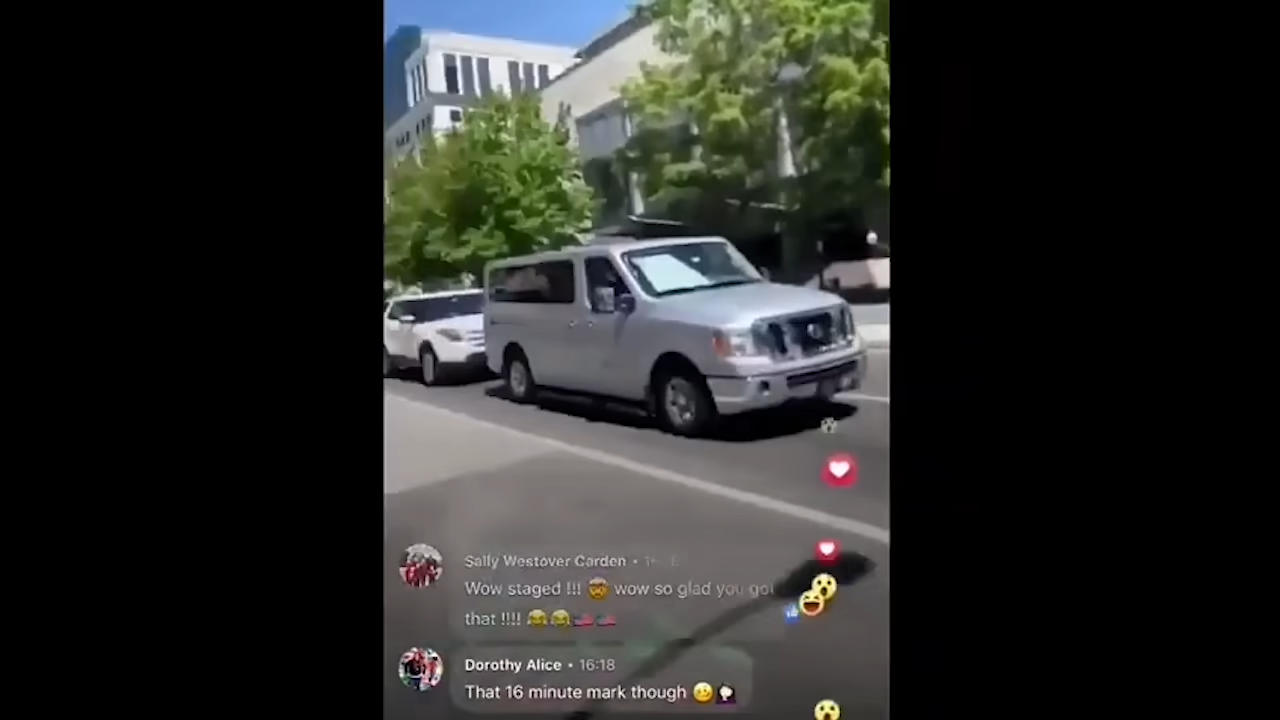 Sally Westover Carden •
Wow staged !!! 🤯 wow so glad you got
that !!!! 😂😂🇺🇸🇺🇸
Dorothy Alice • 16:18
That 16 minute mark though